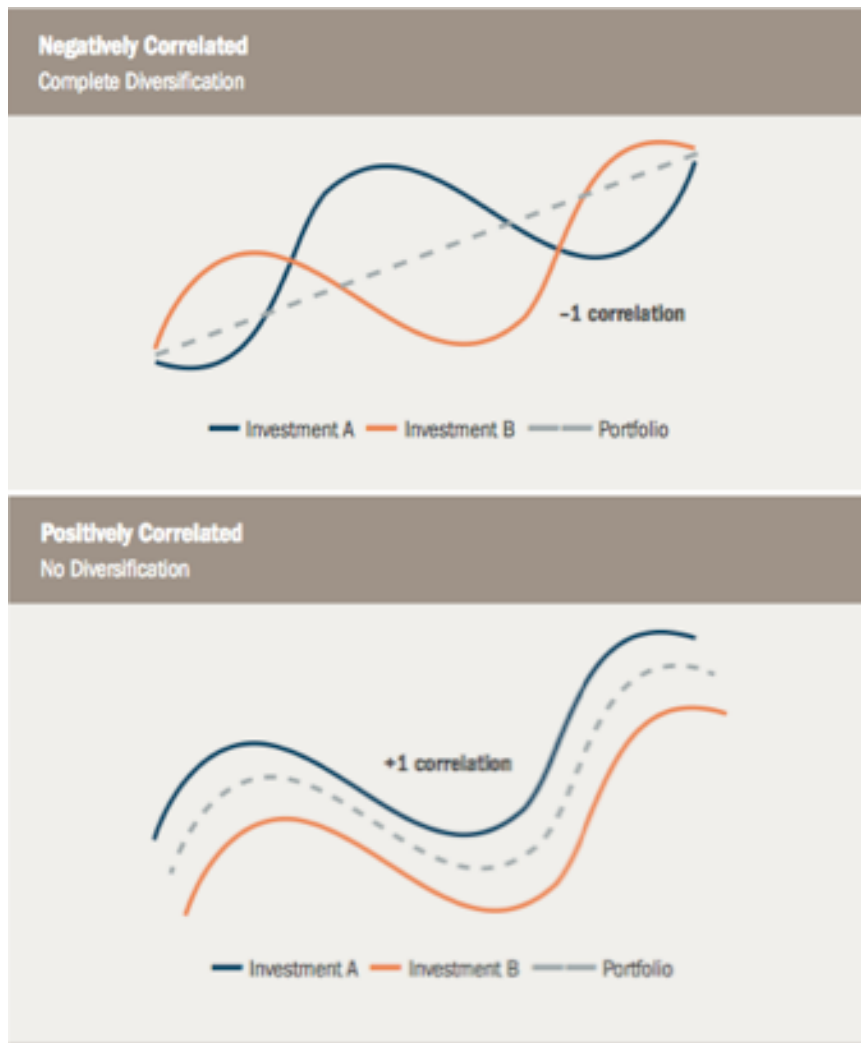 Negatively Correlated
Complete Diversification
–1 correlation
Investment A Investment B Portfolio
Positively Correlated
No Diversification
+1 correlation
Investment A Investment B Portfolio